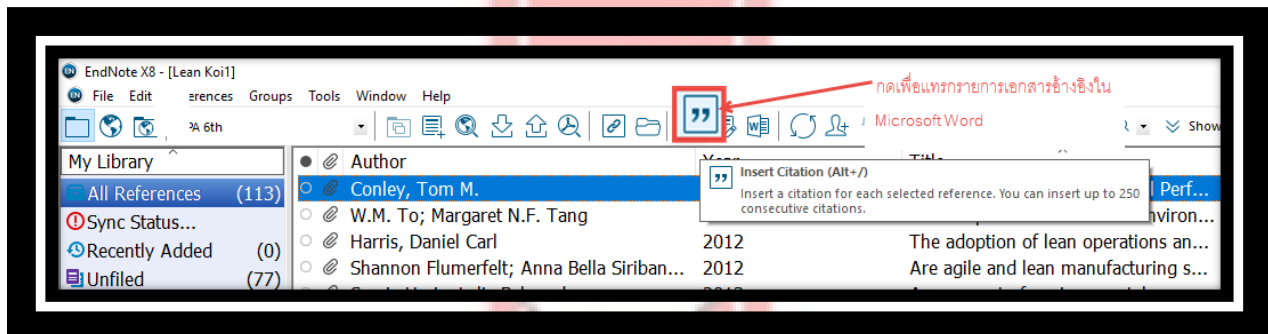 EndNote X8 - [Lean Koi1]
File Edit erences Groups Tools Window Help
กดเพื่อแทรกรายการเอกสารอ้างอิงใน
Microsoft Word
PA 6th
Show
My Library
Author
All References (113)
Conley, Tom M.
Perf...
Insert Citation (Alt+/)
Insert a citation for each selected reference. You can insert up to 250
consecutive citations.
Sync Status...
W.M. To; Margaret N.F. Tang
nviron...
Recently Added (0)
Harris, Daniel Carl 2012 The adoption of lean operations an...
Unfiled (77)
Shannon Flumerfelt; Anna Bella Siriban... 2012 Are agile and lean manufacturing s...